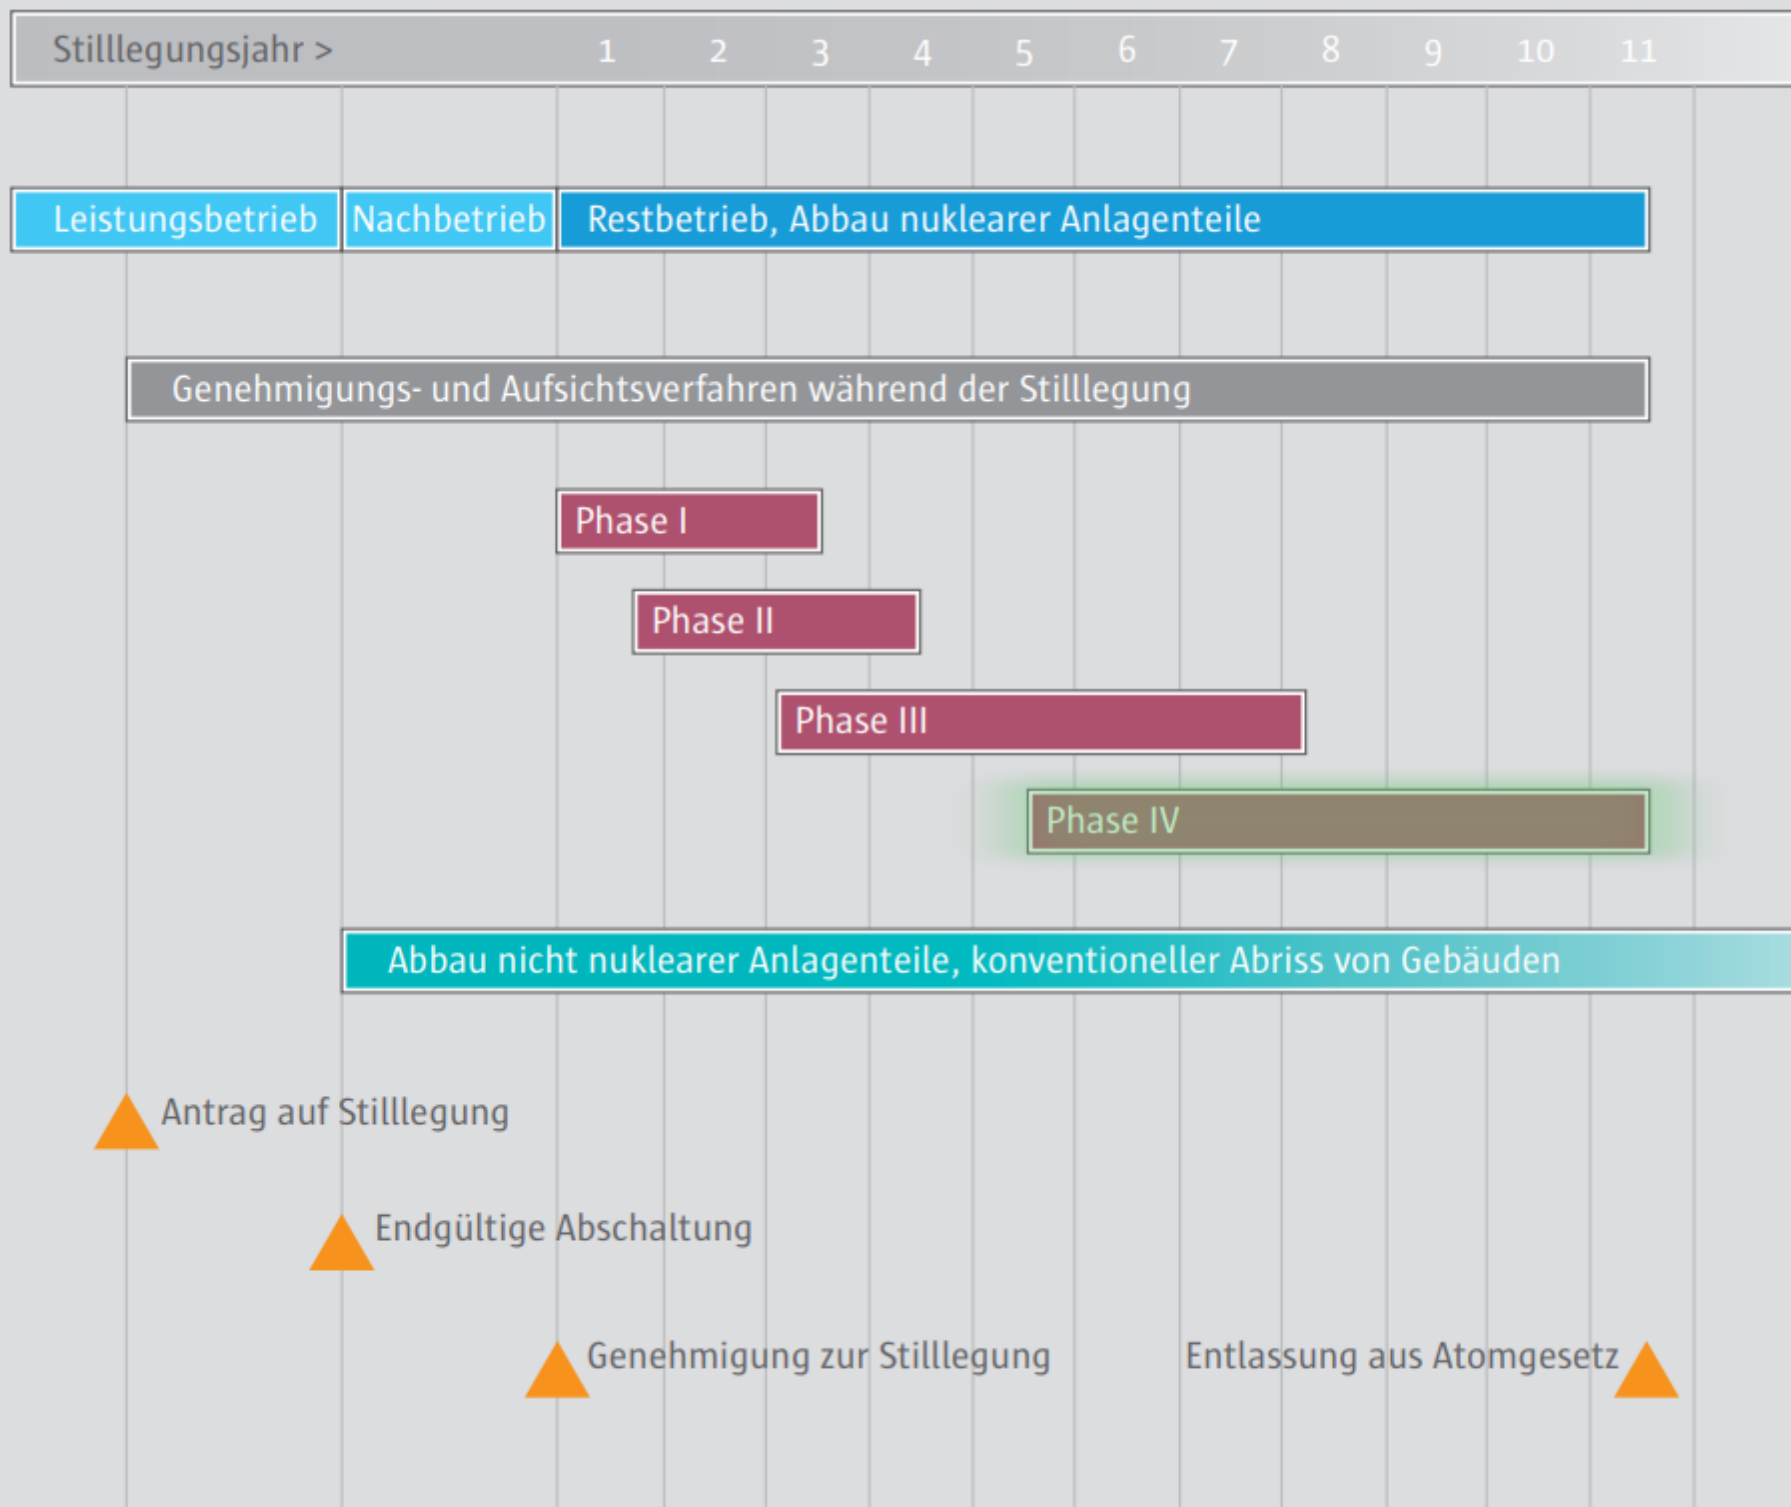 Stilllegungsjahr > 1 2 3 4 5 6 7 8 9 10 11
Leistungsbetrieb Nachbetrieb Restbetrieb, Abbau nuklearer Anlagenteile
Genehmigungs- und Aufsichtsverfahren während der Stilllegung
Phase I
Phase II
Phase III
Phase IV
Abbau nicht nuklearer Anlagenteile, konventioneller Abriss von Gebäuden
Antrag auf Stilllegung
Endgültige Abschaltung
Genehmigung zur Stilllegung Entlassung aus Atomgesetz